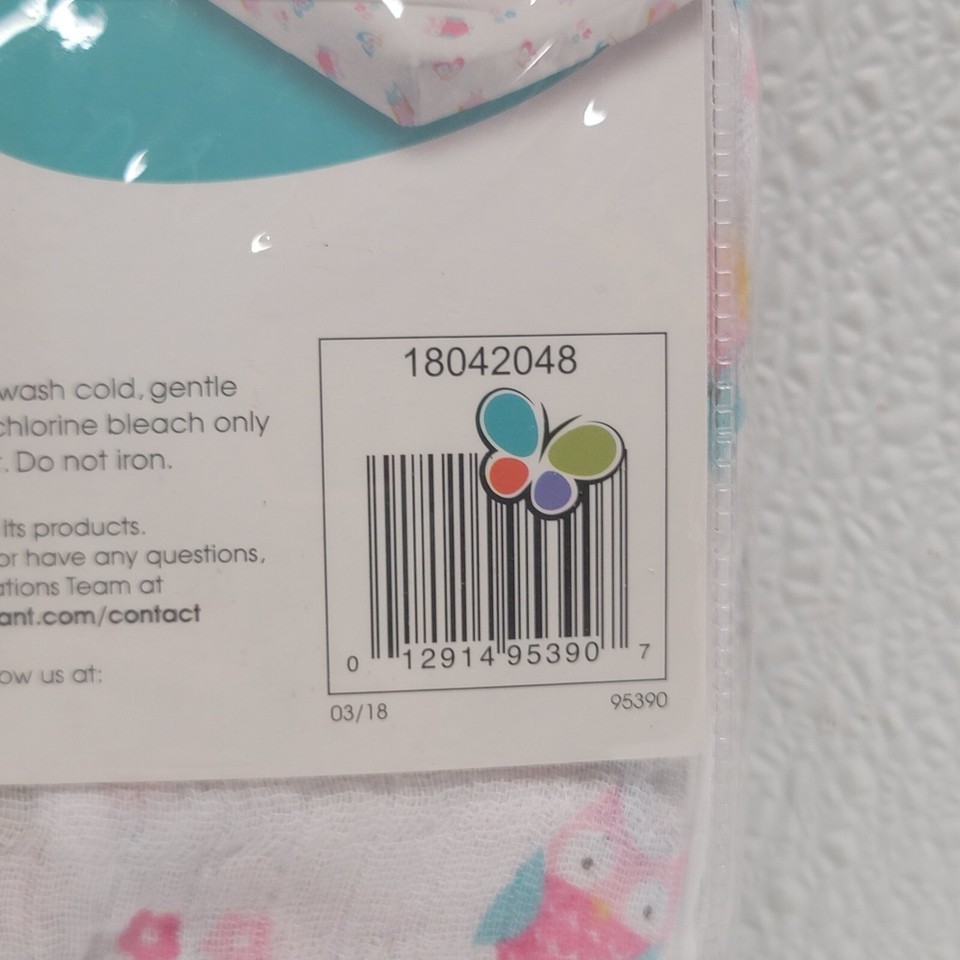 wash cold, gentle
chlorine bleach only
. Do not iron.
its products.
or have any questions,
ations Team at
ant.com/contact
ow us at:
18042048
0 12914 95390 7
03/18 95390